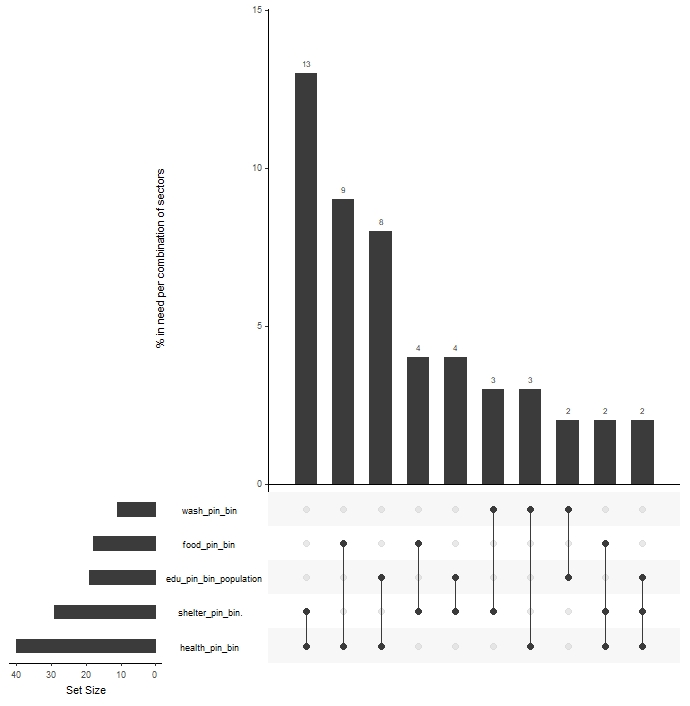 15
13
10
9
8
5
4
4
3
3
2
2
2
0
% in need per combination of sectors
wash_pin_bin
food_pin_bin
edu_pin_bin_population
shelter_pin_bin.
health_pin_bin
40 30 20 10 0
Set Size